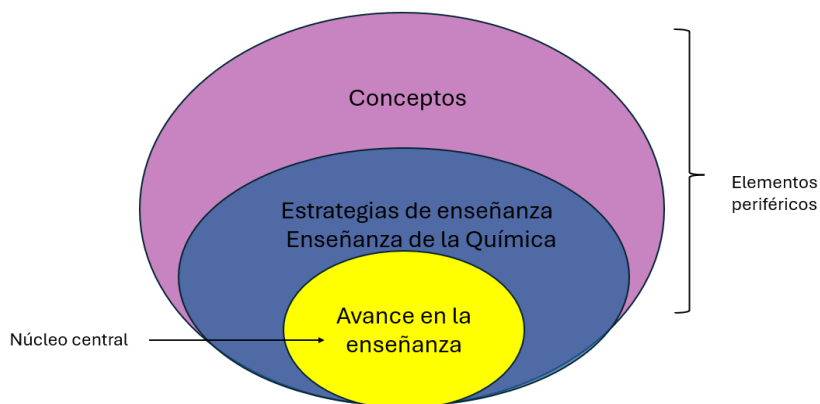 Conceptos
Elementos
periféricos
Estrategias de enseñanza
Enseñanza de la Química
Avance en la
enseñanza
Núcleo central